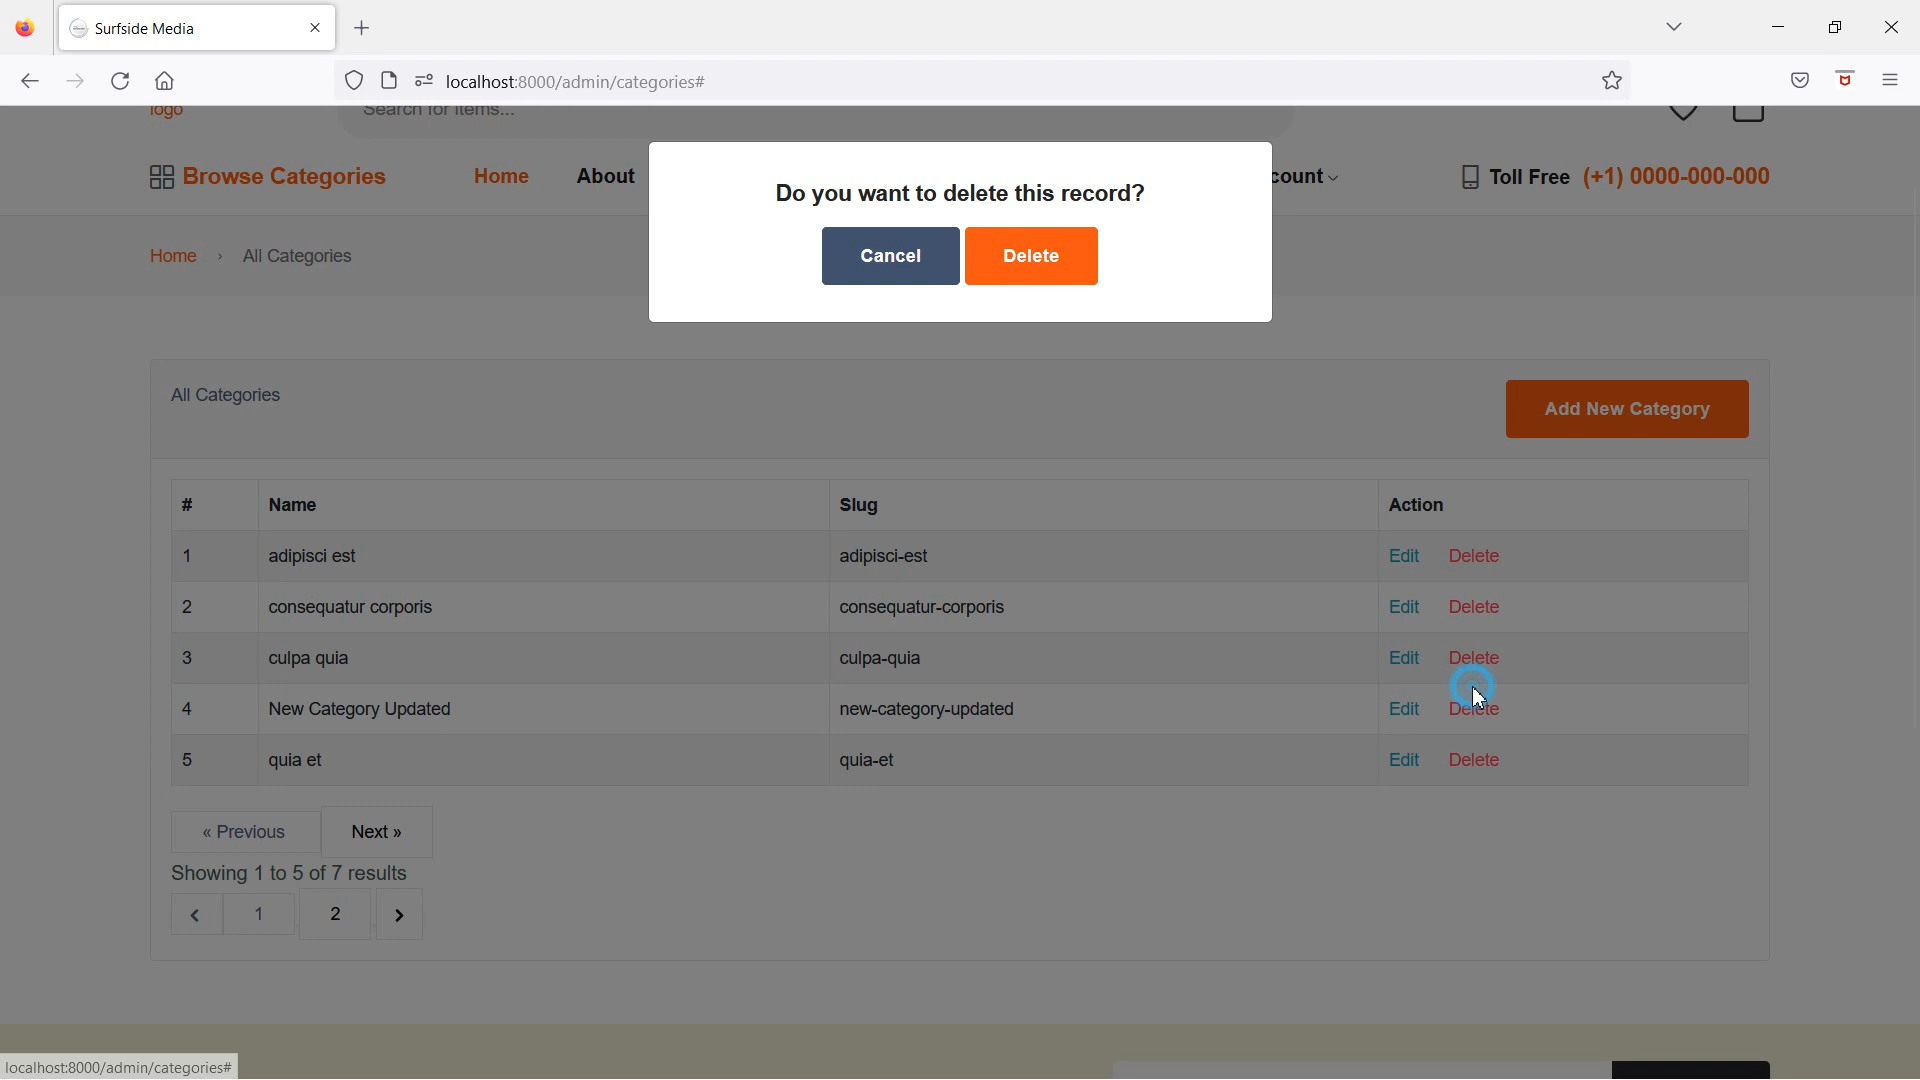 Surfside Media
localhost:8000/admin/categories#
logo
Search for items...
Browse Categories Home About count Toll Free (+1) 0000-000-000
Do you want to delete this record?
Cancel Delete
Home › All Categories
All Categories
Add New Category
# Name Slug Action
1 adipisci est adipisci-est Edit Delete
2 consequatur corporis consequatur-corporis Edit Delete
3 culpa quia culpa-quia Edit Delete
4 New Category Updated new-category-updated Edit Delete
5 quia et quia-et Edit Delete
« Previous Next »
Showing 1 to 5 of 7 results
‹ 1 2 ›
localhost:8000/admin/categories#